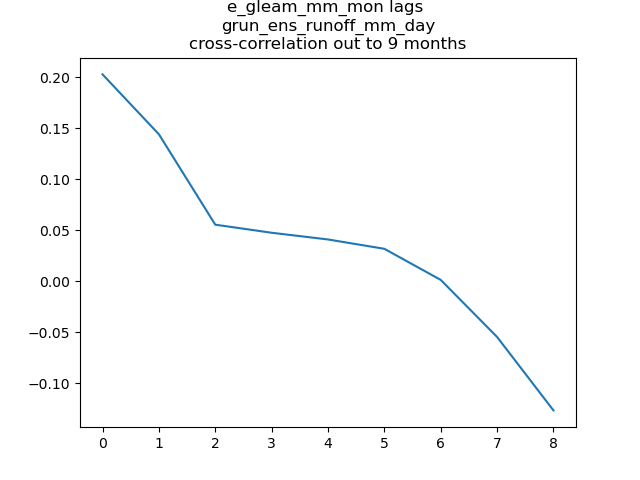 e_gleam_mm_mon lags
grun_ens_runoff_mm_day
cross-correlation out to 9 months
0.20
0.15
0.10
0.05
0.00
−0.05
−0.10
0 1 2 3 4 5 6 7 8